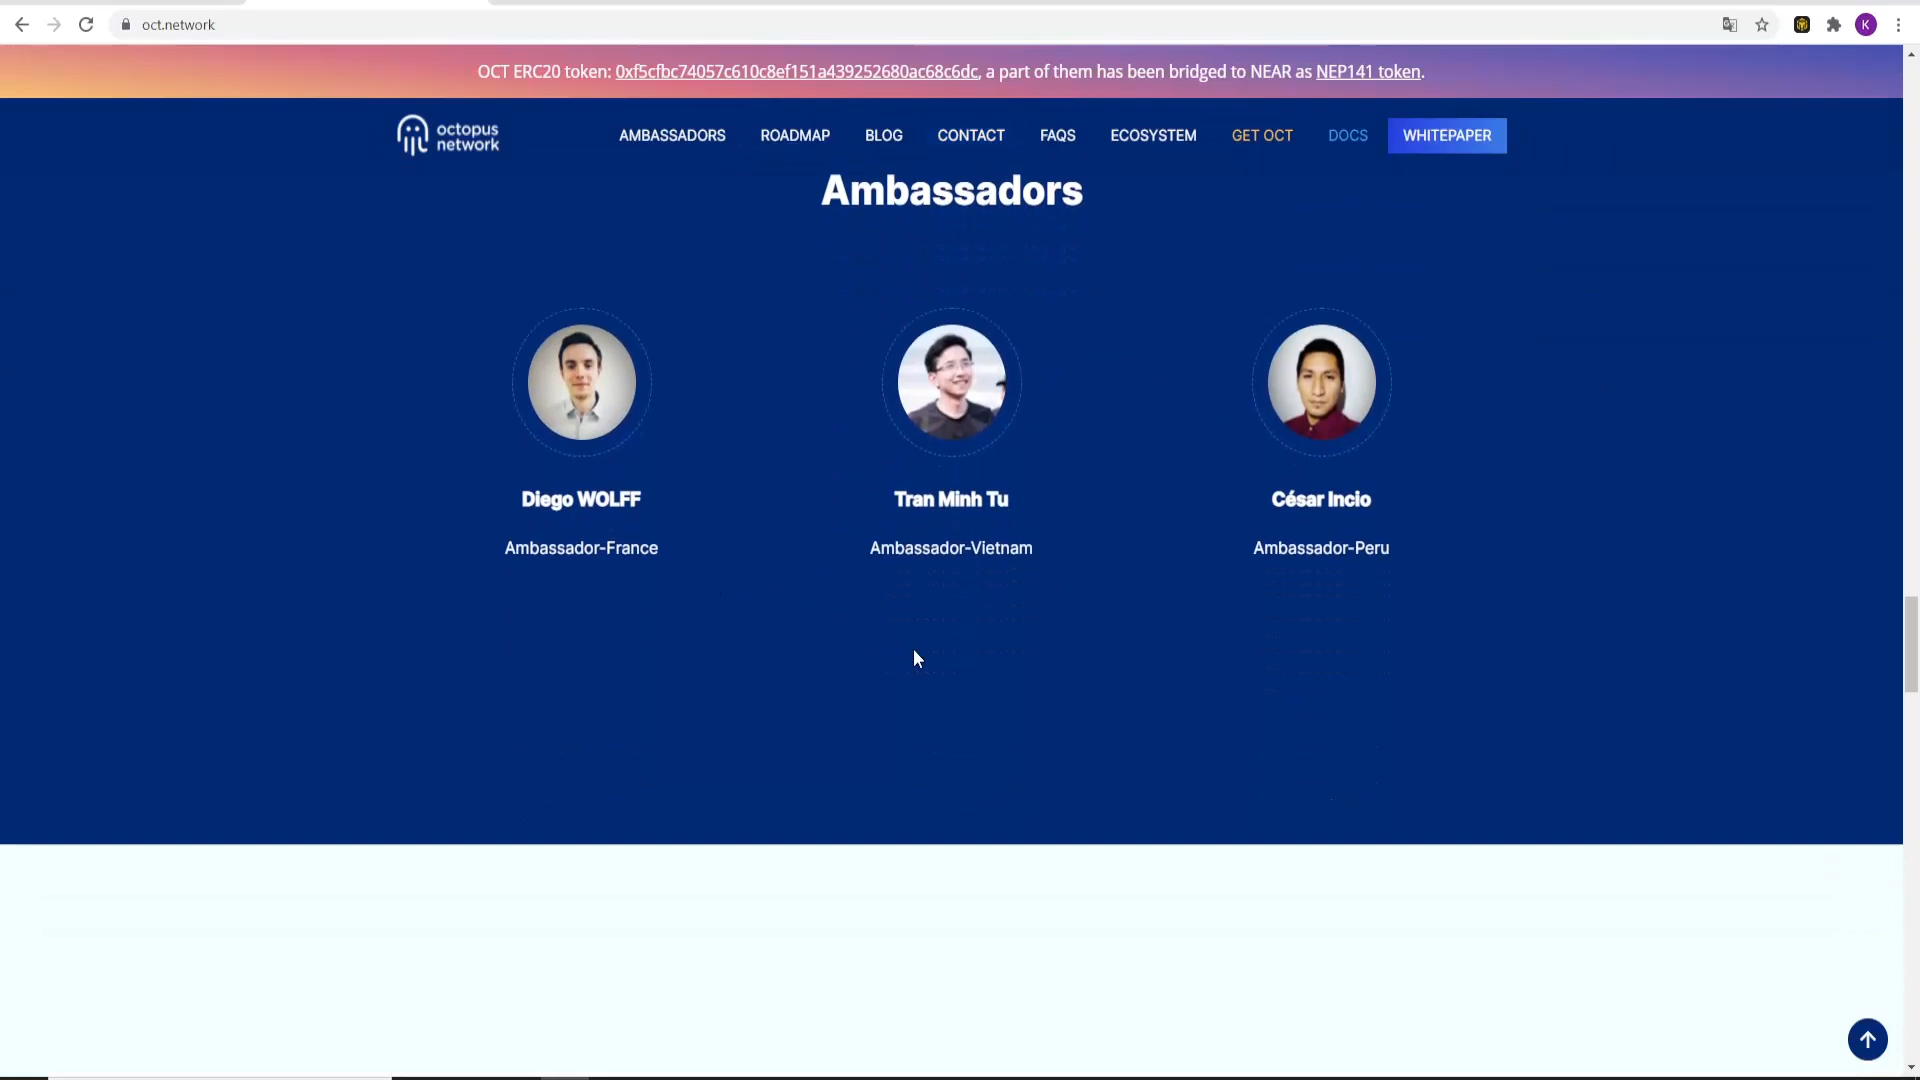 oct.network
K
OCT ERC20 token: 0xf5cfbc74057c610c8ef151a439252680ac68c6dc, a part of them has been bridged to NEAR as NEP141 token.
octopus
network
AMBASSADORS ROADMAP BLOG CONTACT FAQS ECOSYSTEM GET OCT DOCS WHITEPAPER
Ambassadors
Diego WOLFF
Ambassador-France
Tran Minh Tu
Ambassador-Vietnam
César Incio
Ambassador-Peru